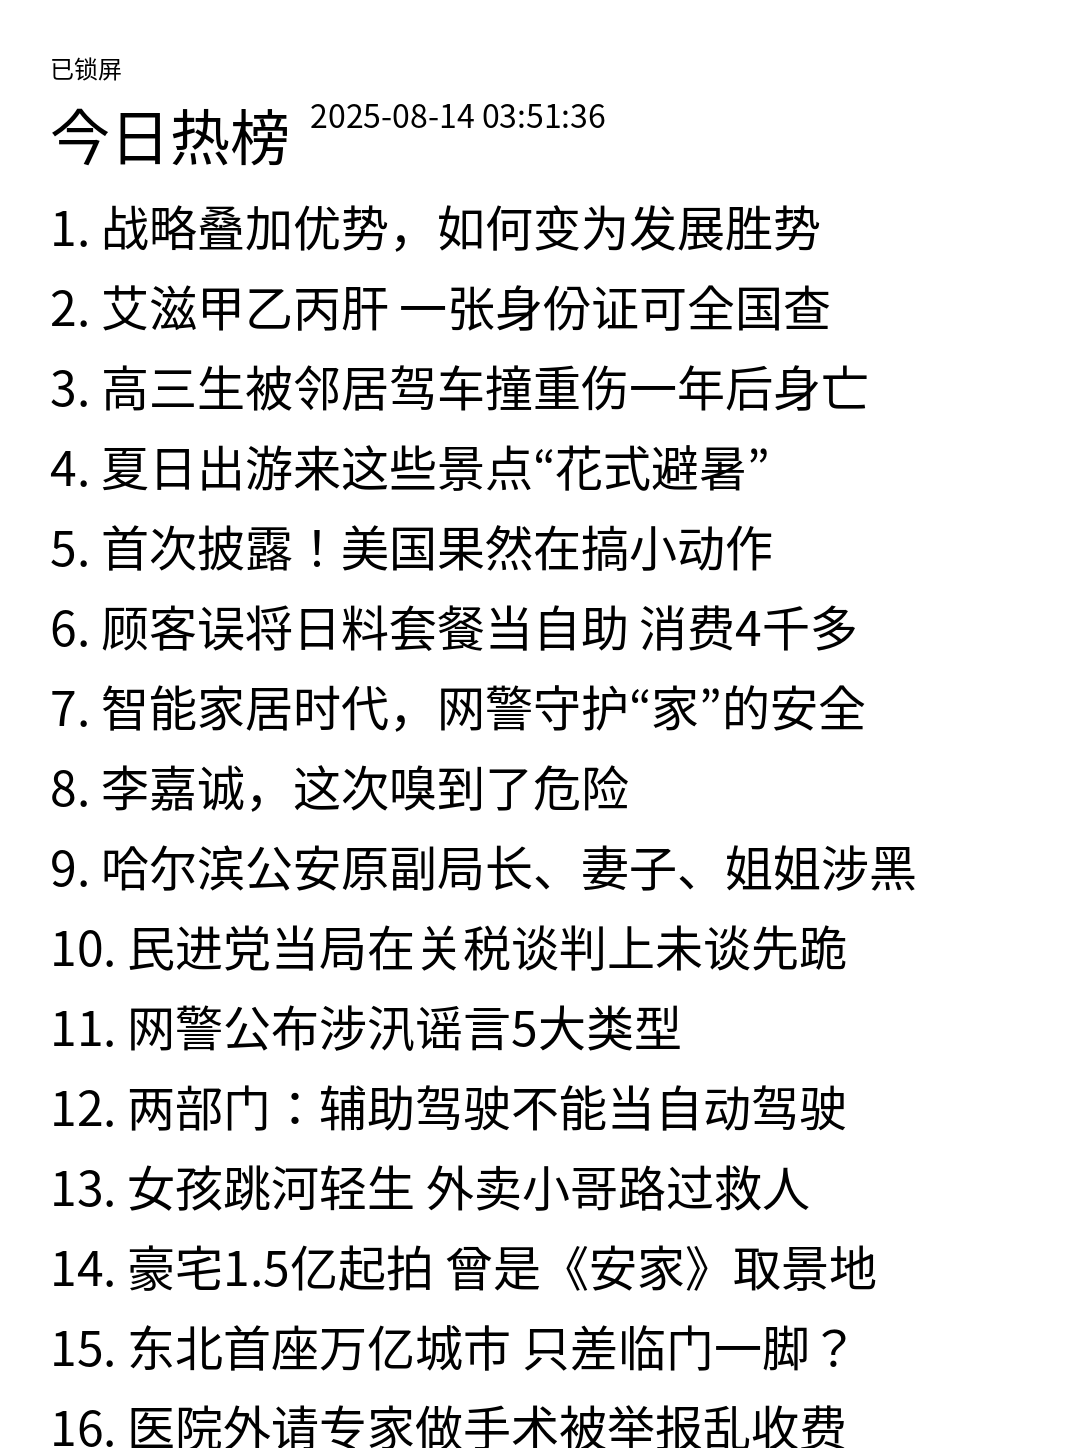 已锁屏
今日热榜 2025-08-14 03:51:36
1. 战略叠加优势，如何变为发展胜势
2. 艾滋甲乙丙肝 一张身份证可全国查
3. 高三生被邻居驾车撞重伤一年后身亡
4. 夏日出游来这些景点“花式避暑”
5. 首次披露！美国果然在搞小动作
6. 顾客误将日料套餐当自助 消费4千多
7. 智能家居时代，网警守护“家”的安全
8. 李嘉诚，这次嗅到了危险
9. 哈尔滨公安原副局长、妻子、姐姐涉黑
10. 民进党当局在关税谈判上未谈先跪
11. 网警公布涉汛谣言5大类型
12. 两部门：辅助驾驶不能当自动驾驶
13. 女孩跳河轻生 外卖小哥路过救人
14. 豪宅1.5亿起拍 曾是《安家》取景地
15. 东北首座万亿城市 只差临门一脚？
16. 医院外请专家做手术被举报乱收费